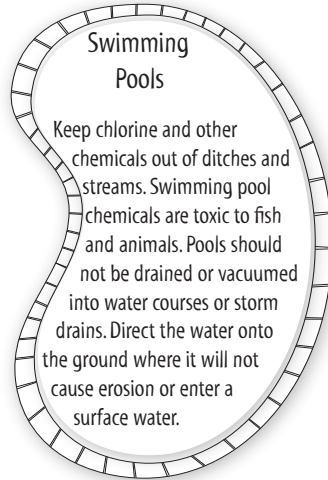 Swimming
Pools
Keep chlorine and other
chemicals out of ditches and
streams. Swimming pool
chemicals are toxic to fish
and animals. Pools should
not be drained or vacuumed
into water courses or storm
drains. Direct the water onto
the ground where it will not
cause erosion or enter a
surface water.